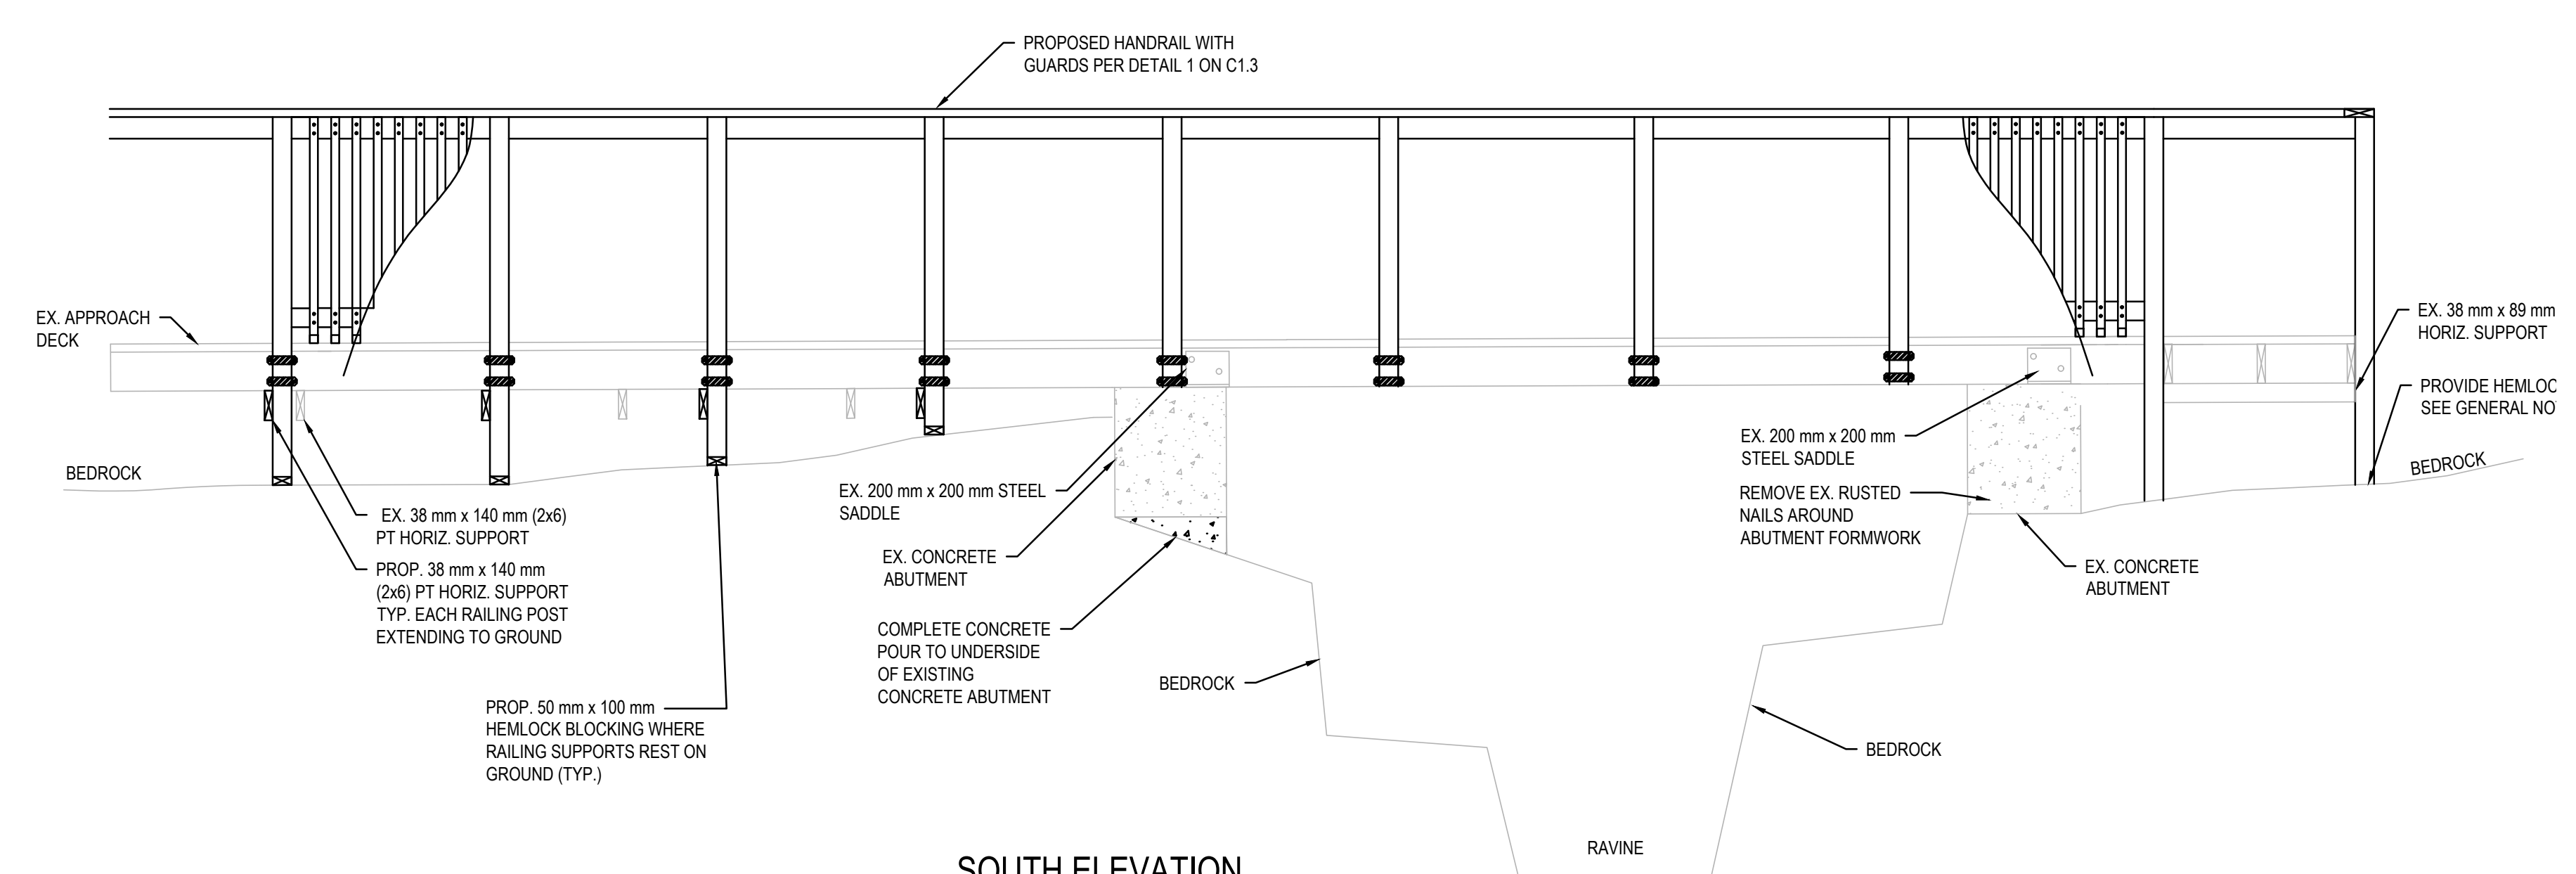 PROPOSED HANDRAIL WITH
GUARDS PER DETAIL 1 ON C1.3
EX. APPROACH
DECK
BEDROCK
EX. 38 mm x 140 mm (2x6)
PT HORIZ. SUPPORT
PROP. 38 mm x 140 mm
(2x6) PT HORIZ. SUPPORT
TYP. EACH RAILING POST
EXTENDING TO GROUND
PROP. 50 mm x 100 mm
HEMLOCK BLOCKING WHERE
RAILING SUPPORTS REST ON
GROUND (TYP.)
EX. 200 mm x 200 mm STEEL
SADDLE
EX. CONCRETE
ABUTMENT
COMPLETE CONCRETE
POUR TO UNDERSIDE
OF EXISTING
CONCRETE ABUTMENT
BEDROCK
EX. 200 mm x 200 mm
STEEL SADDLE
REMOVE EX. RUSTED
NAILS AROUND
ABUTMENT FORMWORK
EX. CONCRETE
ABUTMENT
BEDROCK
RAVINE
EX. 38 mm x 89 mm
HORIZ. SUPPORT
PROVIDE HEMLOC
SEE GENERAL NO
BEDROCK
SOUTH ELEVATION